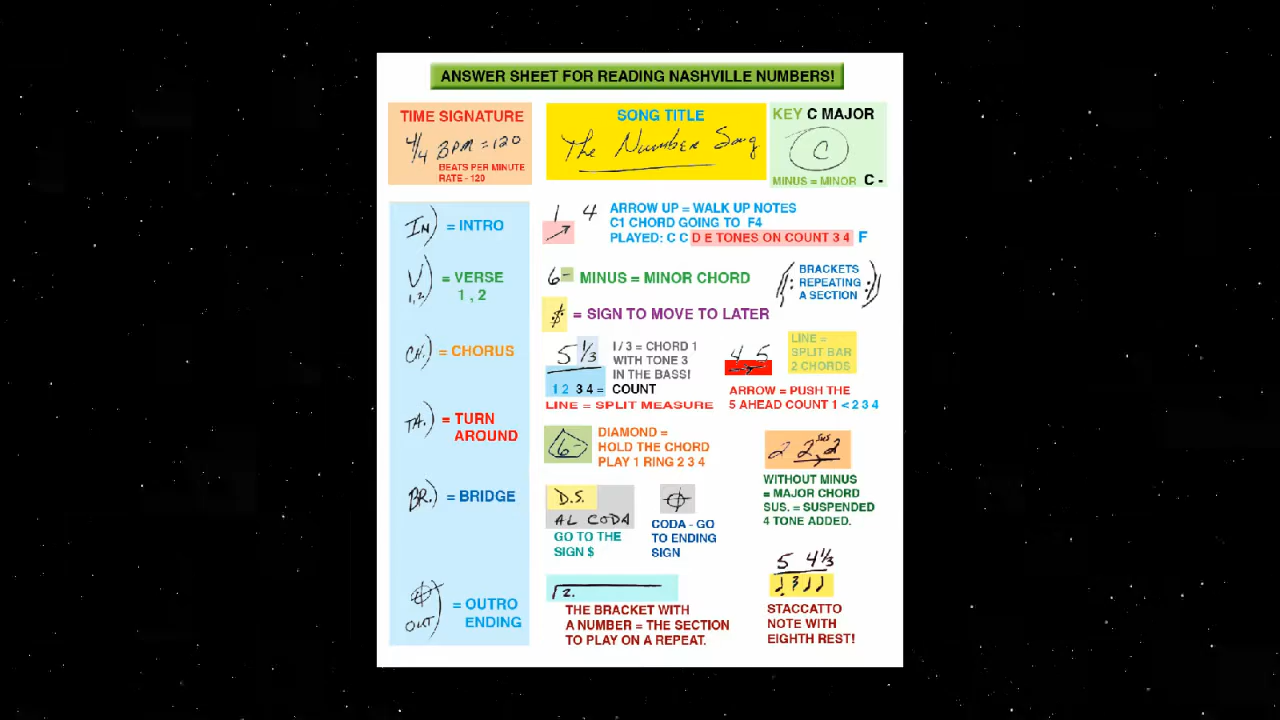 ANSWER SHEET FOR READING NASHVILLE NUMBERS!
TIME SIGNATURE
4/4 BPM = 120
BEATS PER MINUTE
RATE - 120
SONG TITLE
The Number Song
KEY C MAJOR
C
MINUS = MINOR C -
IN) = INTRO
1 4
ARROW UP = WALK UP NOTES
C1 CHORD GOING TO F4
PLAYED: C C D E TONES ON COUNT 3 4 F
V) = VERSE
1,2 1 , 2
6- MINUS = MINOR CHORD
BRACKETS
REPEATING
A SECTION
$ = SIGN TO MOVE TO LATER
CH.) = CHORUS
5 1/3
1 2 3 4 = COUNT
I / 3 = CHORD 1
WITH TONE 3
IN THE BASS!
LINE = SPLIT MEASURE
4 5
LINE =
SPLIT BAR
2 CHORDS
ARROW = PUSH THE
5 AHEAD COUNT 1 < 2 3 4
TA.) = TURN
AROUND
6-
DIAMOND =
HOLD THE CHORD
PLAY 1 RING 2 3 4
2 2sus 2
WITHOUT MINUS
= MAJOR CHORD
SUS. = SUSPENDED
4 TONE ADDED.
BR.) = BRIDGE
D.S.
AL CODA
GO TO THE
SIGN $
CODA - GO
TO ENDING
SIGN
OUT) = OUTRO
ENDING
2.
THE BRACKET WITH
A NUMBER = THE SECTION
TO PLAY ON A REPEAT.
5 4 1/3
STACCATTO
NOTE WITH
EIGHTH REST!